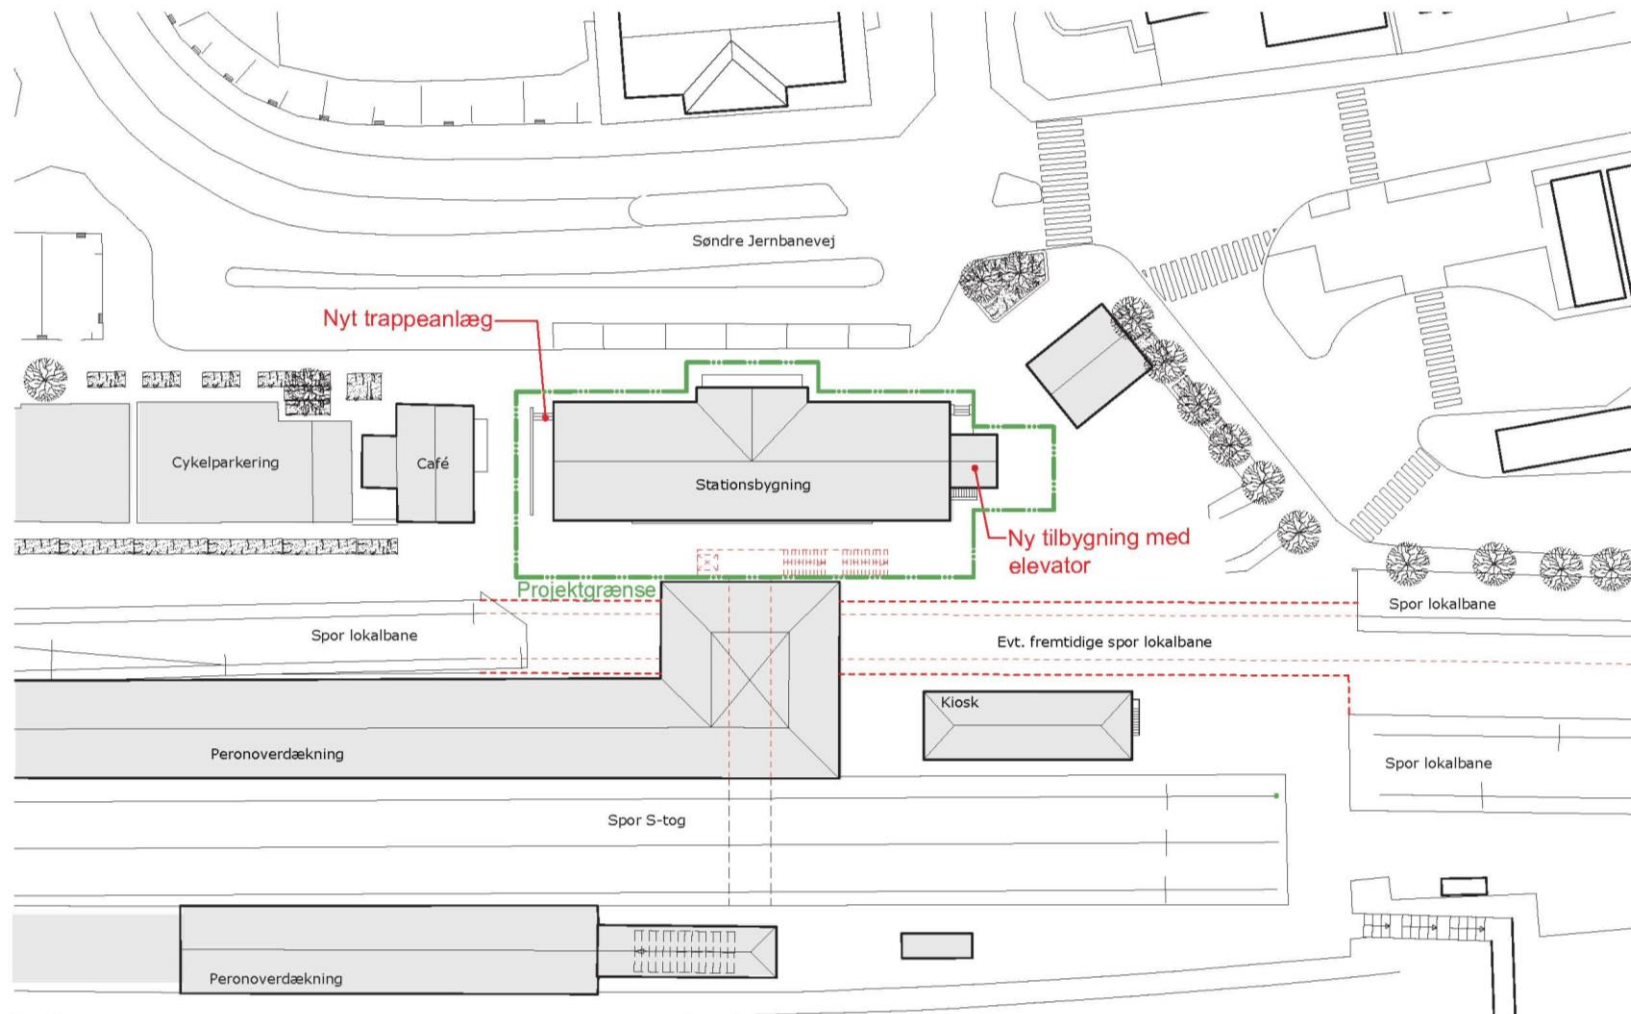 Søndre Jernbanevej
Nyt trappeanlæg
Cykelparkering
Café
Stationsbygning
Ny tilbygning med
elevator
Projektgrænse
Spor lokalbane
Spor lokalbane
Evt. fremtidige spor lokalbane
Kiosk
Peronoverdækning
Spor lokalbane
Spor S-tog
Peronoverdækning